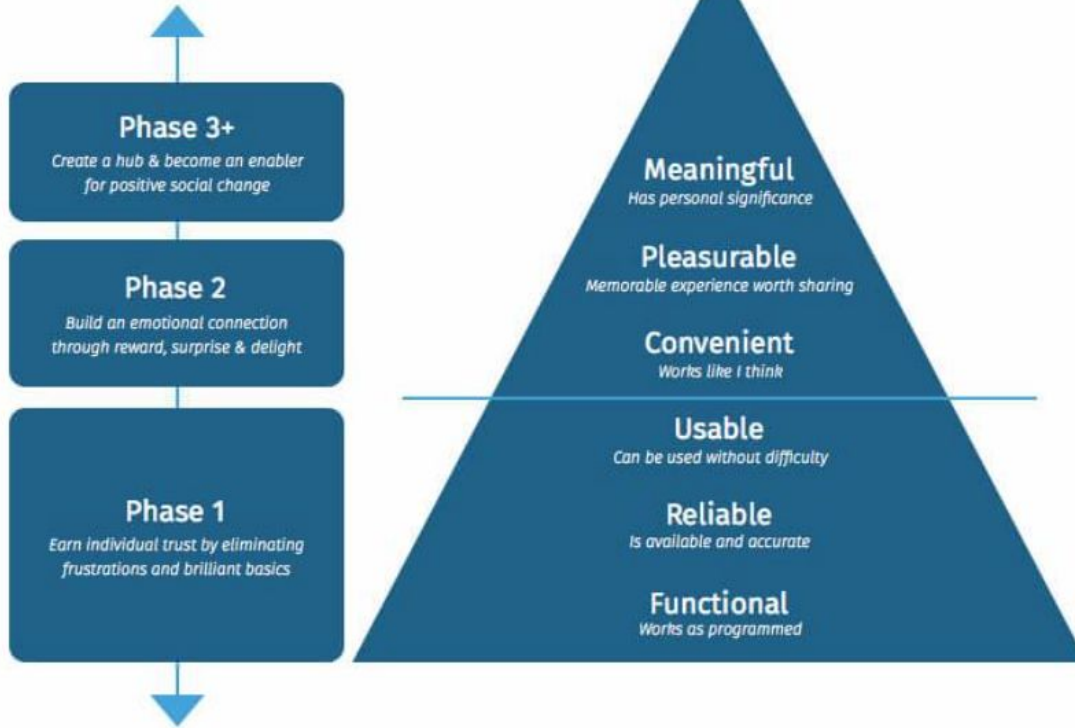 Phase 3+
Create a hub & become an enabler
for positive social change
Phase 2
Build an emotional connection
through reward, surprise & delight
Phase 1
Earn individual trust by eliminating
frustrations and brilliant basics
Meaningful
Has personal significance
Pleasurable
Memorable experience worth sharing
Convenient
Works like I think
Usable
Can be used without difficulty
Reliable
Is available and accurate
Functional
Works as programmed